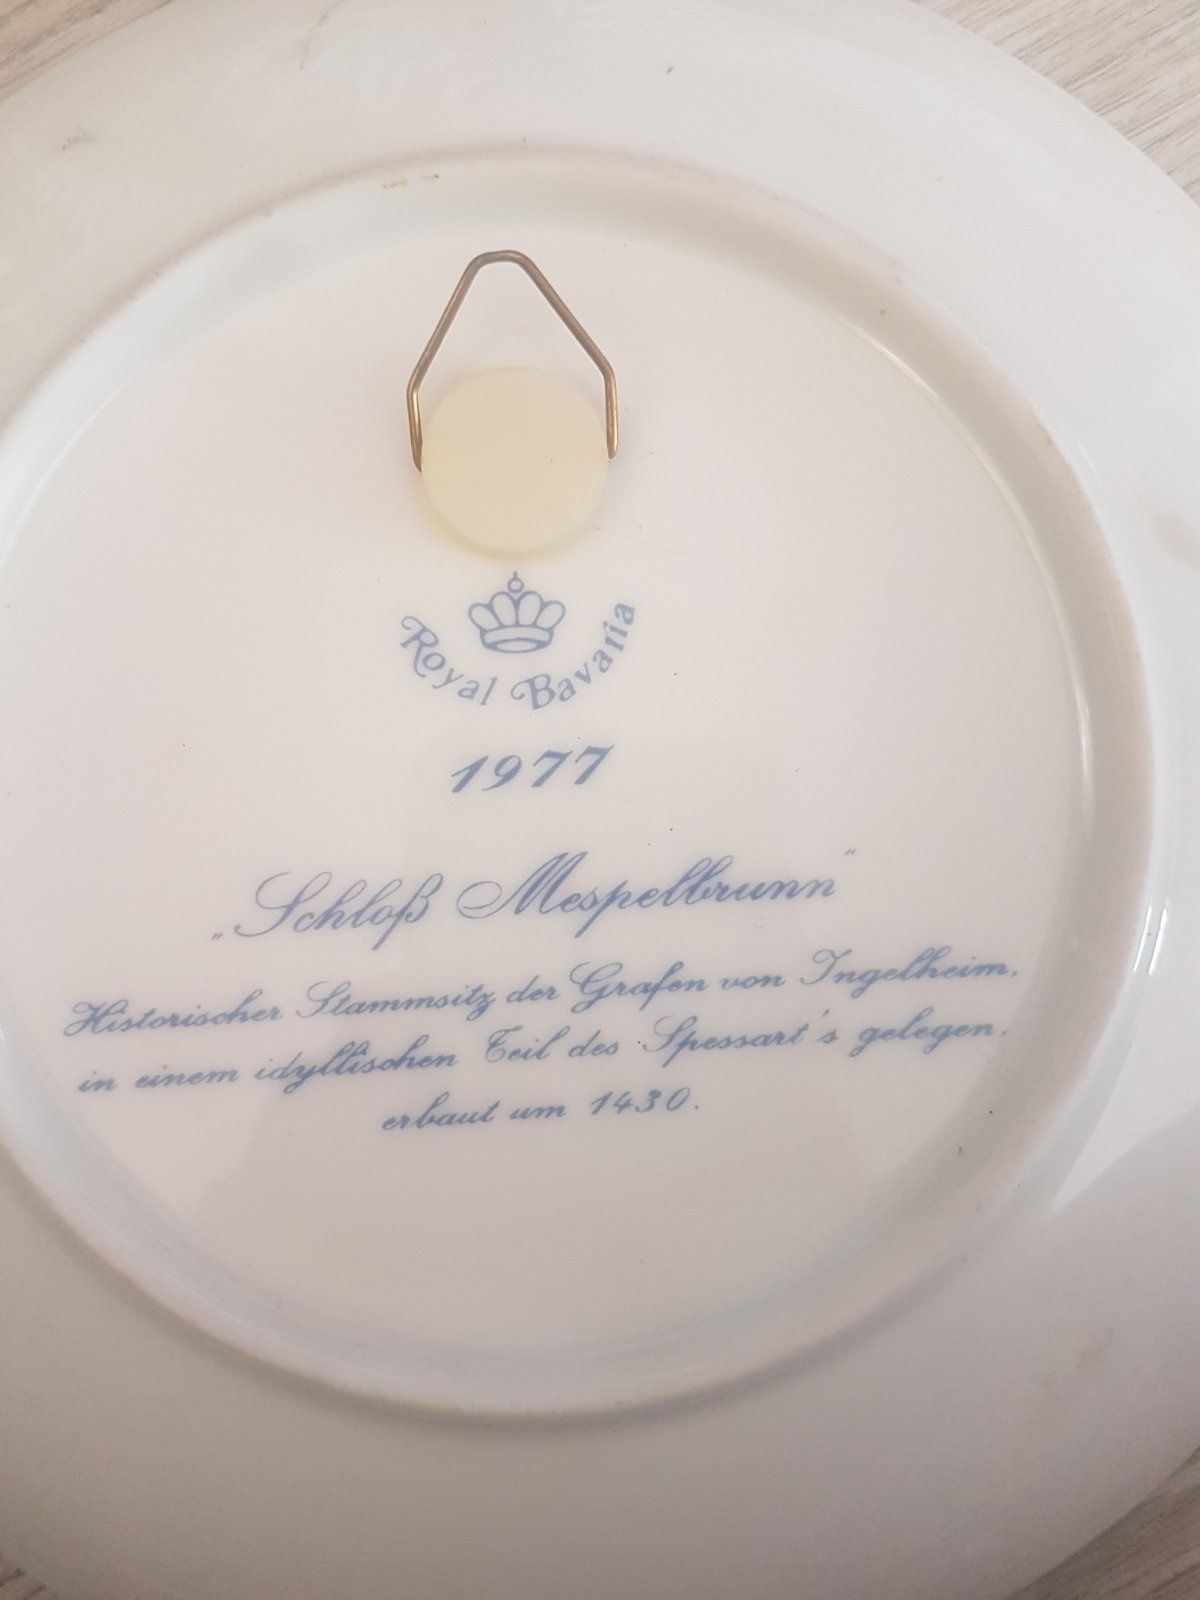 Royal Bavaria
1977
„Schloß Mespelbrunn“
Historischer Stammsitz der Grafen von Ingelheim,
in einem idyllischen Teil des Spessart's gelegen.
erbaut um 1430.